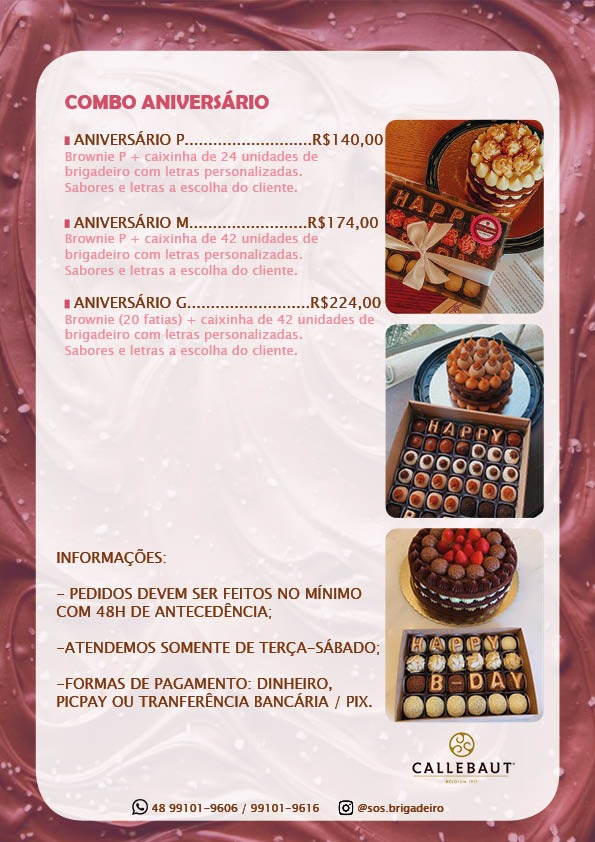 COMBO ANIVERSÁRIO
ANIVERSÁRIO P...........................R$140,00
Brownie P + caixinha de 24 unidades de
brigadeiro com letras personalizadas.
Sabores e letras a escolha do cliente.
ANIVERSÁRIO M.........................R$174,00
Brownie P + caixinha de 42 unidades de
brigadeiro com letras personalizadas.
Sabores e letras a escolha do cliente.
ANIVERSÁRIO G..........................R$224,00
Brownie (20 fatias) + caixinha de 42 unidades de
brigadeiro com letras personalizadas.
Sabores e letras a escolha do cliente.
HAPP
HAPPY
HAPPY
B-DAY
INFORMAÇÕES:
- PEDIDOS DEVEM SER FEITOS NO MÍNIMO
COM 48H DE ANTECEDÊNCIA;
-ATENDEMOS SOMENTE DE TERÇA-SÁBADO;
-FORMAS DE PAGAMENTO: DINHEIRO,
PICPAY OU TRANFERÊNCIA BANCÁRIA / PIX.
CALLEBAUT
BELGIUM 1911
48 99101-9606 / 99101-9616
@sos.brigadeiro